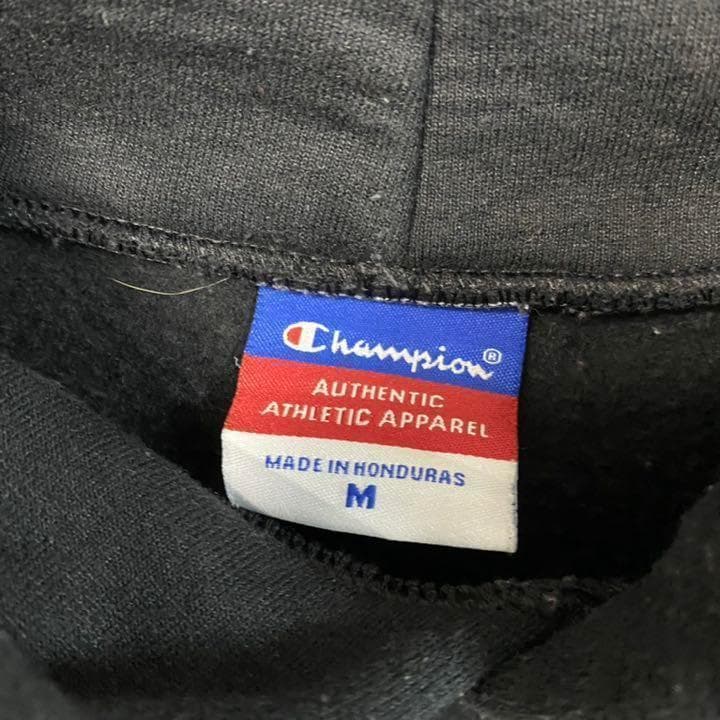 Champion®
AUTHENTIC
ATHLETIC APPAREL
MADE IN HONDURAS
M